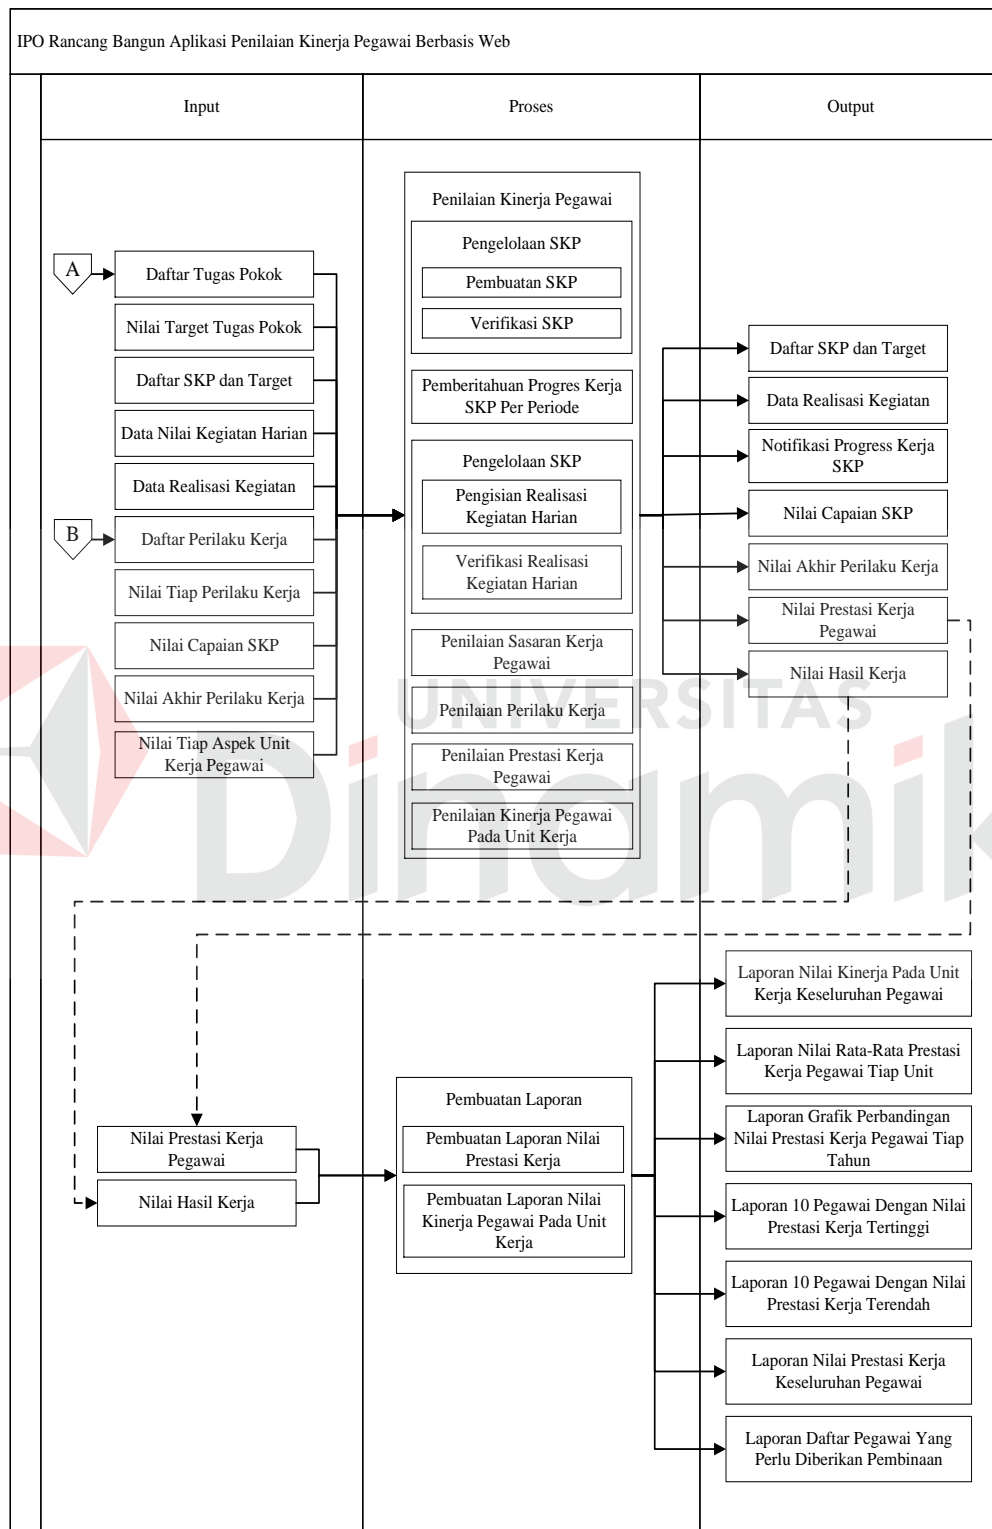 IPO Rancang Bangun Aplikasi Penilaian Kinerja Pegawai Berbasis Web
Input
Proses
Output
A
Daftar Tugas Pokok
Nilai Target Tugas Pokok
Daftar SKP dan Target
Data Nilai Kegiatan Harian
Data Realisasi Kegiatan
B
Daftar Perilaku Kerja
Nilai Tiap Perilaku Kerja
Nilai Capaian SKP
Nilai Akhir Perilaku Kerja
Nilai Tiap Aspek Unit
Kerja Pegawai
Penilaian Kinerja Pegawai
Pengelolaan SKP
Pembuatan SKP
Verifikasi SKP
Pemberitahuan Progres Kerja
SKP Per Periode
Pengelolaan SKP
Pengisian Realisasi
Kegiatan Harian
Verifikasi Realisasi
Kegiatan Harian
Penilaian Sasaran Kerja
Pegawai
Penilaian Perilaku Kerja
Penilaian Prestasi Kerja
Pegawai
Penilaian Kinerja Pegawai
Pada Unit Kerja
Daftar SKP dan Target
Data Realisasi Kegiatan
Notifikasi Progress Kerja
SKP
Nilai Capaian SKP
Nilai Akhir Perilaku Kerja
Nilai Prestasi Kerja
Pegawai
Nilai Hasil Kerja
UNIVERSITAS
Dinamik
Nilai Prestasi Kerja
Pegawai
Nilai Hasil Kerja
Pembuatan Laporan
Pembuatan Laporan Nilai
Prestasi Kerja
Pembuatan Laporan Nilai
Kinerja Pegawai Pada Unit
Kerja
Laporan Nilai Kinerja Pada Unit
Kerja Keseluruhan Pegawai
Laporan Nilai Rata-Rata Prestasi
Kerja Pegawai Tiap Unit
Laporan Grafik Perbandingan
Nilai Prestasi Kerja Pegawai Tiap
Tahun
Laporan 10 Pegawai Dengan Nilai
Prestasi Kerja Tertinggi
Laporan 10 Pegawai Dengan Nilai
Prestasi Kerja Terendah
Laporan Nilai Prestasi Kerja
Keseluruhan Pegawai
Laporan Daftar Pegawai Yang
Perlu Diberikan Pembinaan